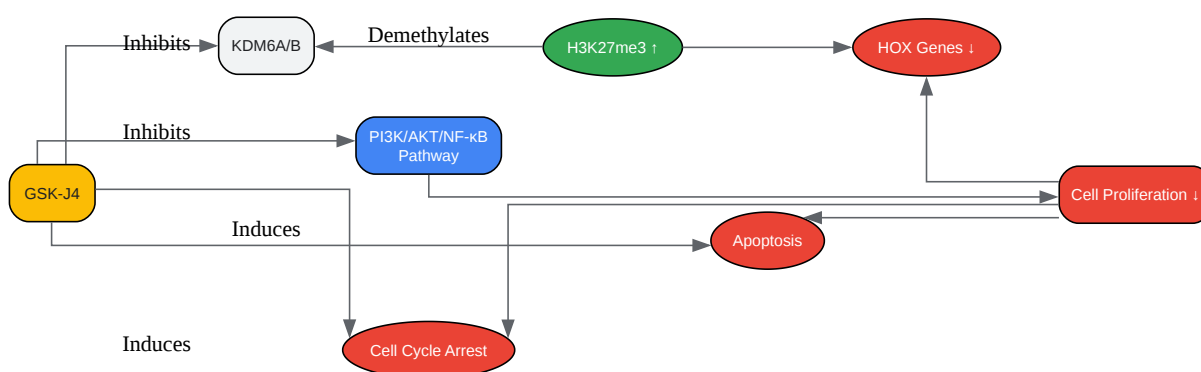 Inhibits
KDM6A/B
Demethylates
H3K27me3 ↑
HOX Genes ↓
Inhibits
PI3K/AKT/NF-κB
Pathway
GSK-J4
Cell Proliferation ↓
Induces
Apoptosis
Induces
Cell Cycle Arrest